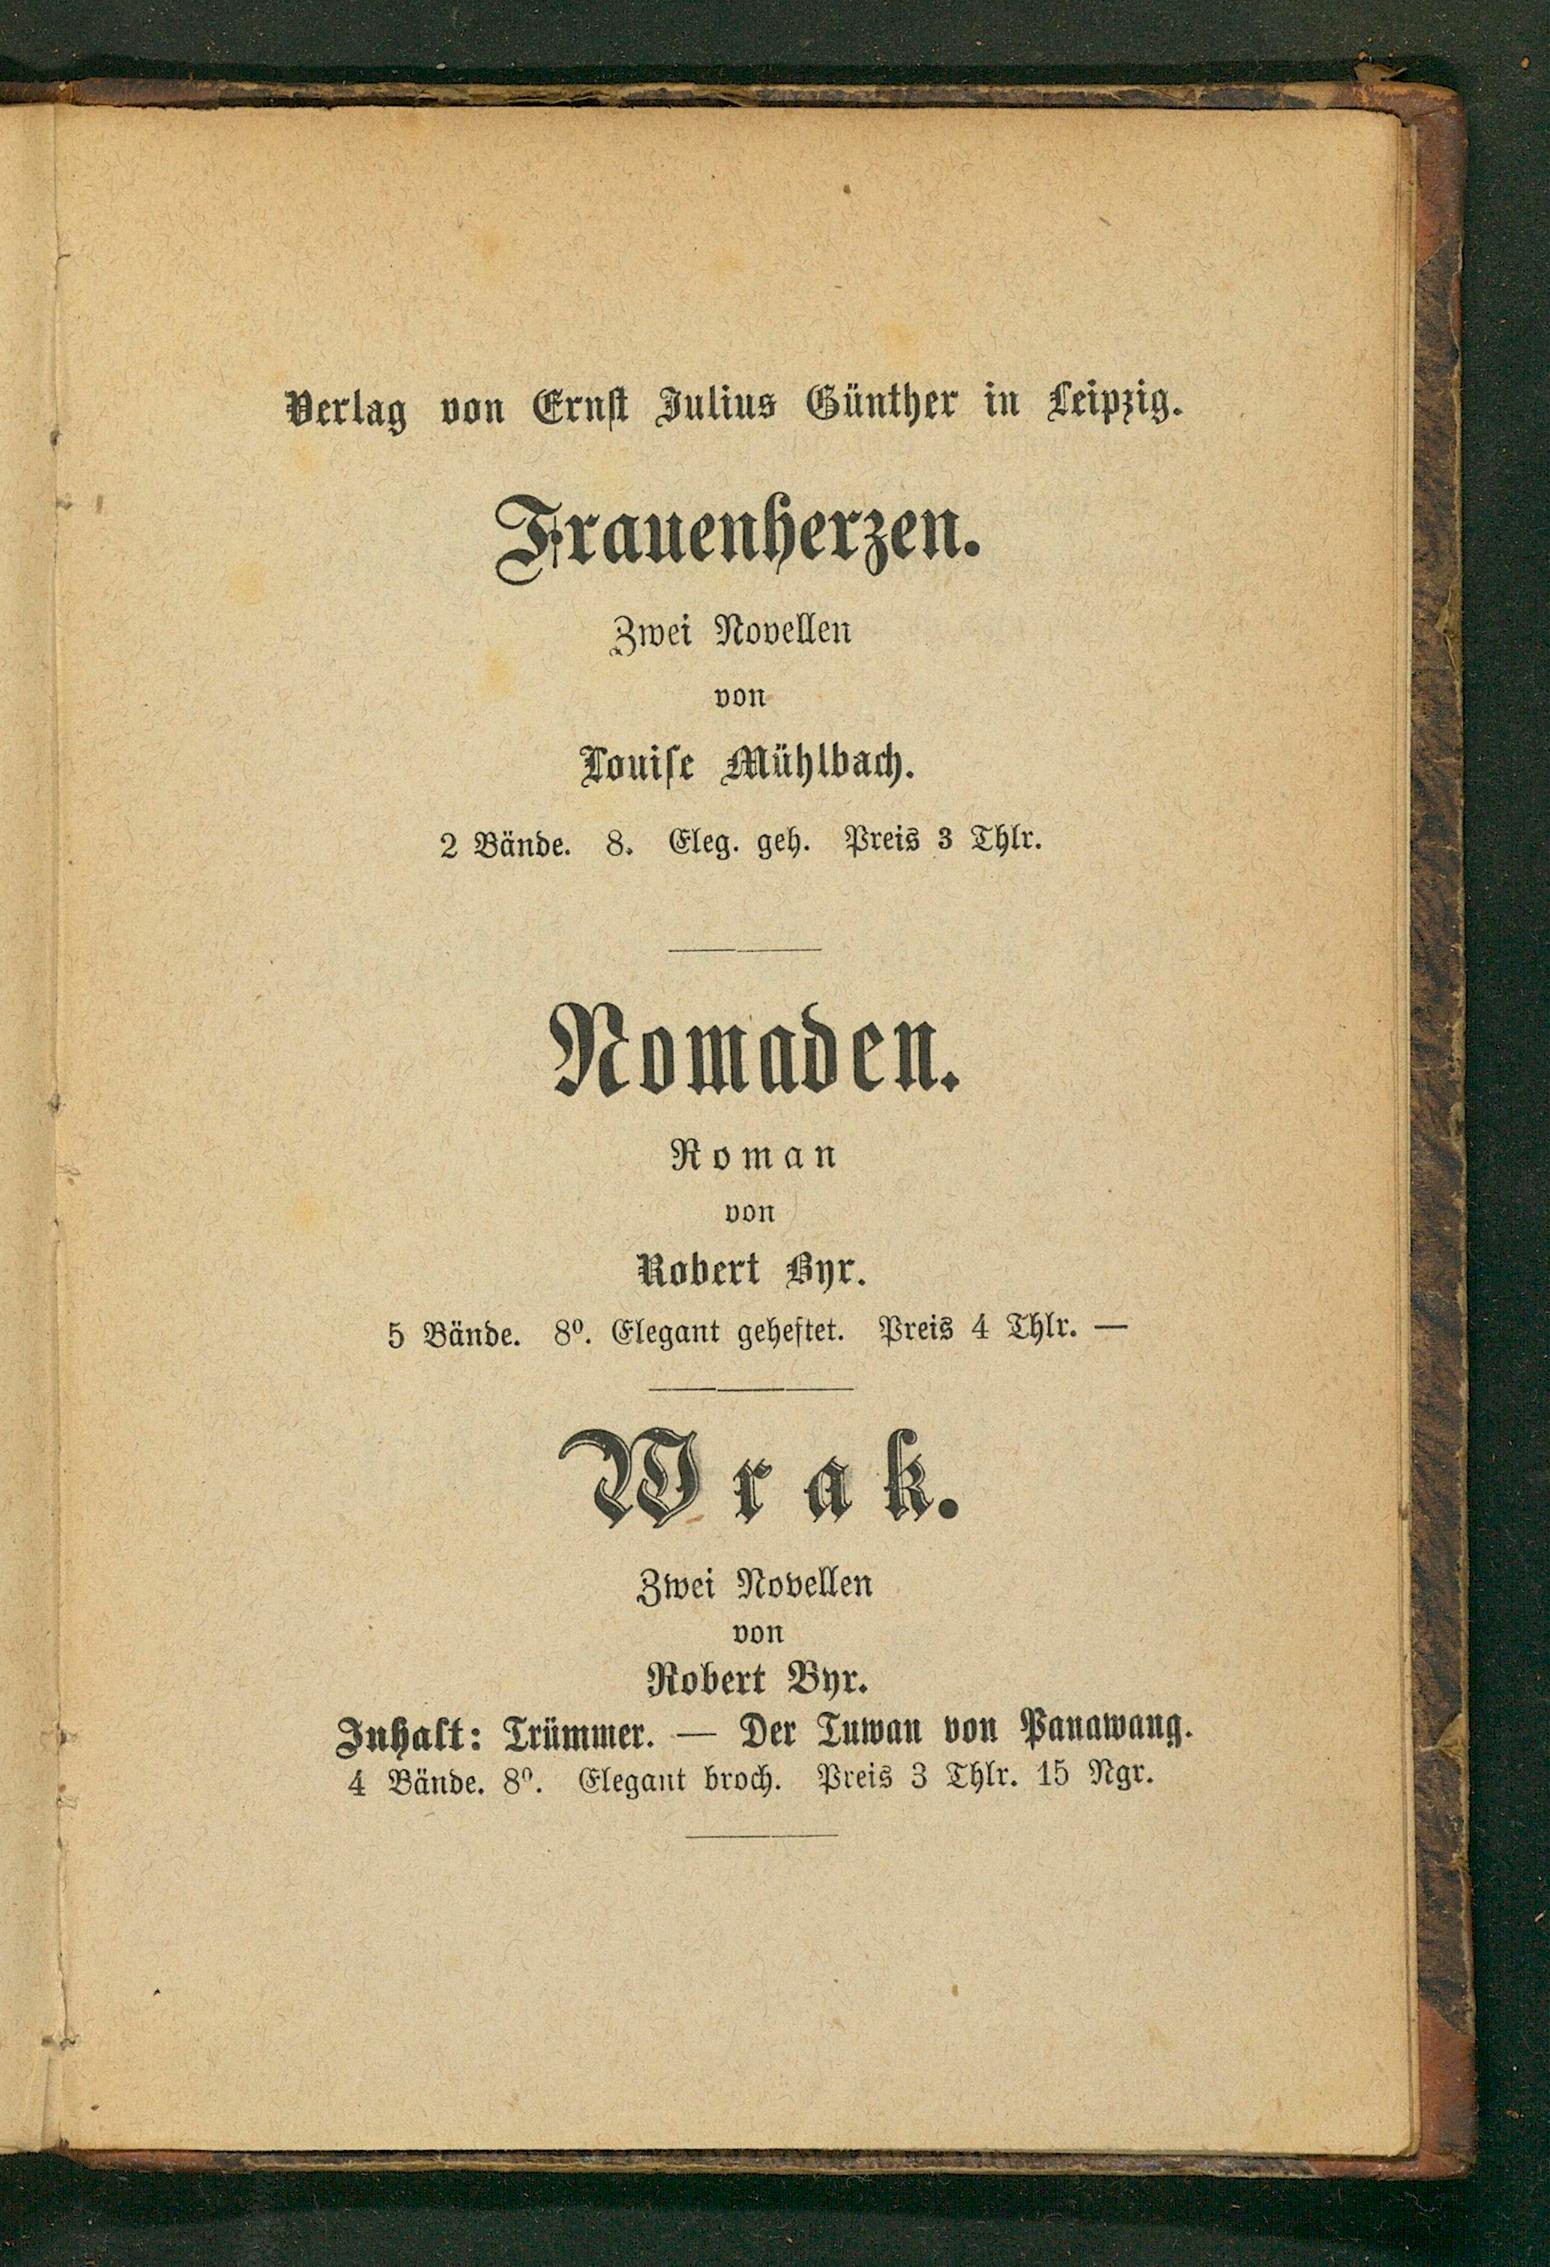 Verlag von Ernſt Julius Günther in Leipzig.
Frauenherzen.
Zwei Novellen
von
Louiſe Mühlbach.
2 Bände. 8. Eleg. geh. Preis 3 Thlr.
Nomaden.
Roman
von
Robert Byr.
5 Bände. 8⁰. Elegant geheftet. Preis 4 Thlr. —
Wrak.
Zwei Novellen
von
Robert Byr.
Inhalt: Trümmer. — Der Tuwan von Panawang.
4 Bände. 8⁰. Elegant broch. Preis 3 Thlr. 15 Ngr.